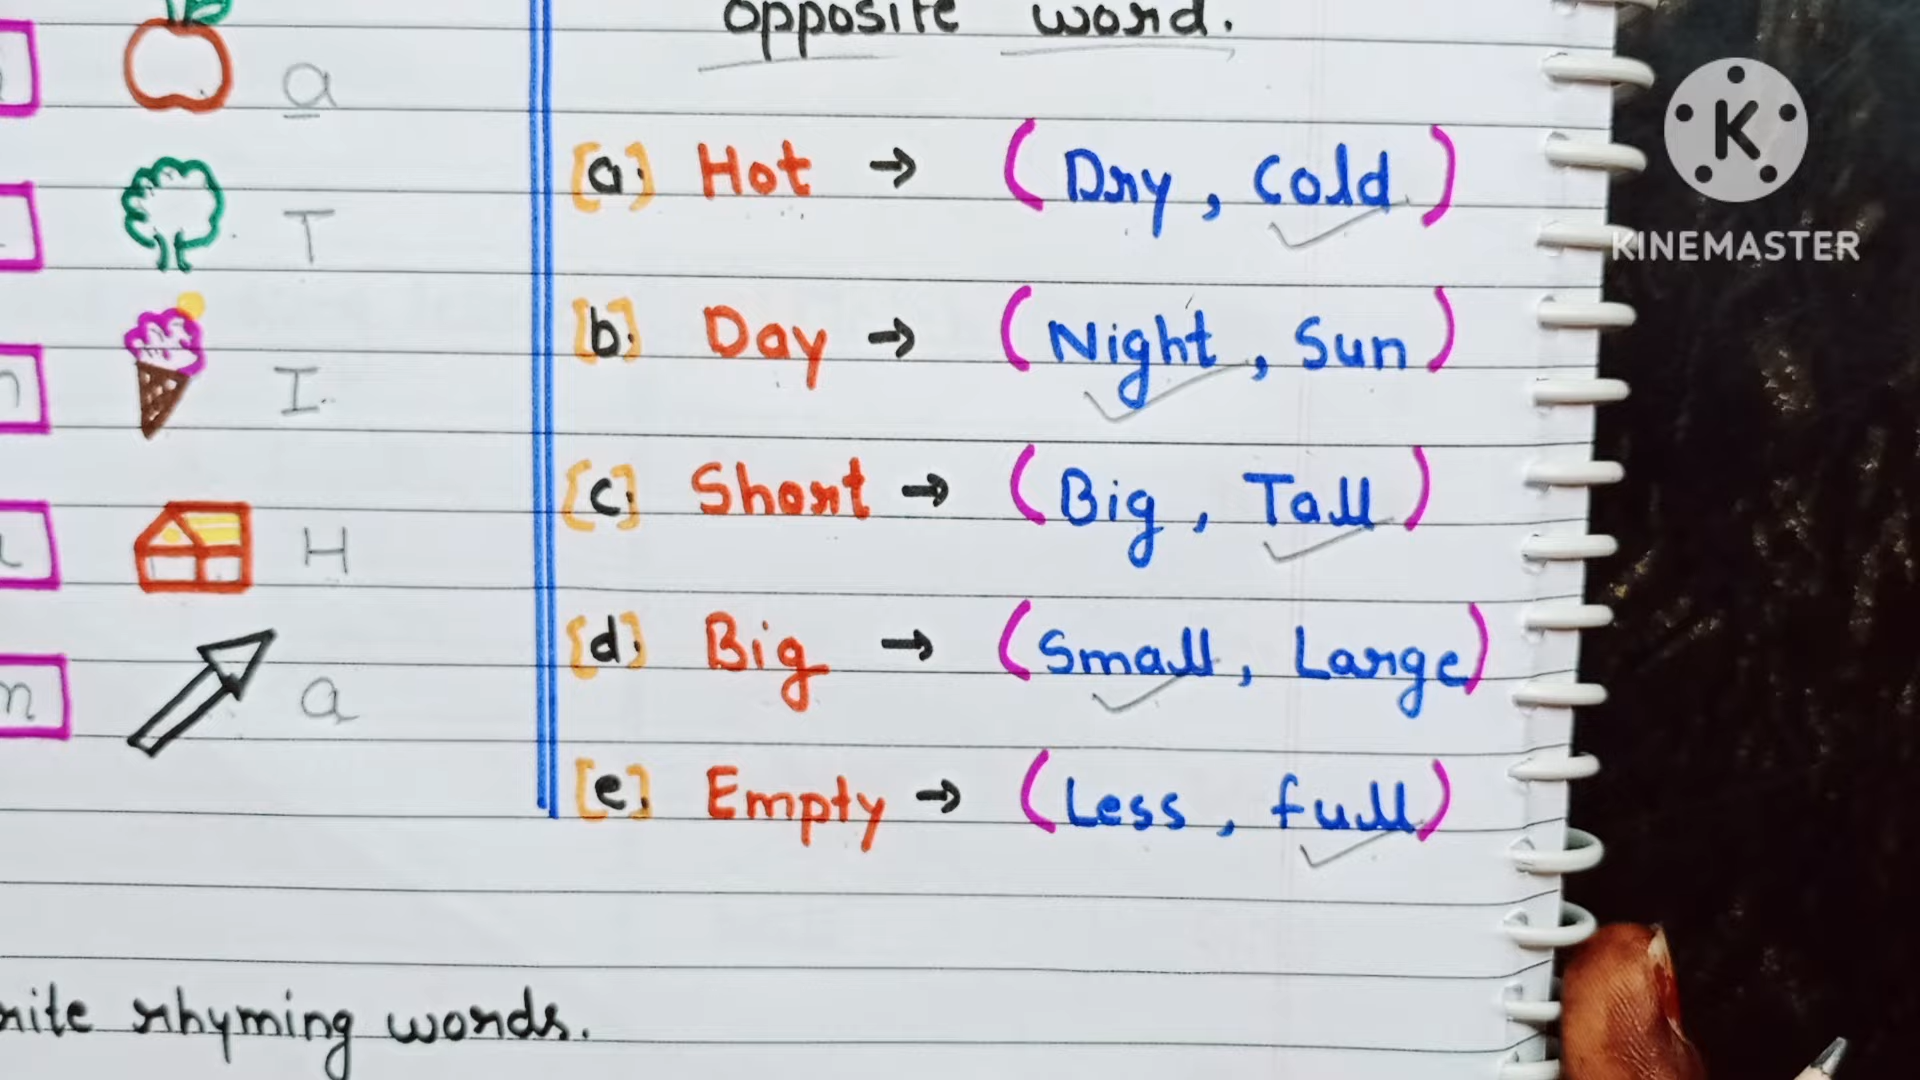 opposite word.
a
[a.] Hot → (Dry, Cold)
T
[b.] Day → (Night, Sun)
I
[c.] Short → (Big, Tall)
H
[d.] Big → (Small, Large)
a
[e.] Empty → (Less, full)
rhyming words.
K
KINEMASTER